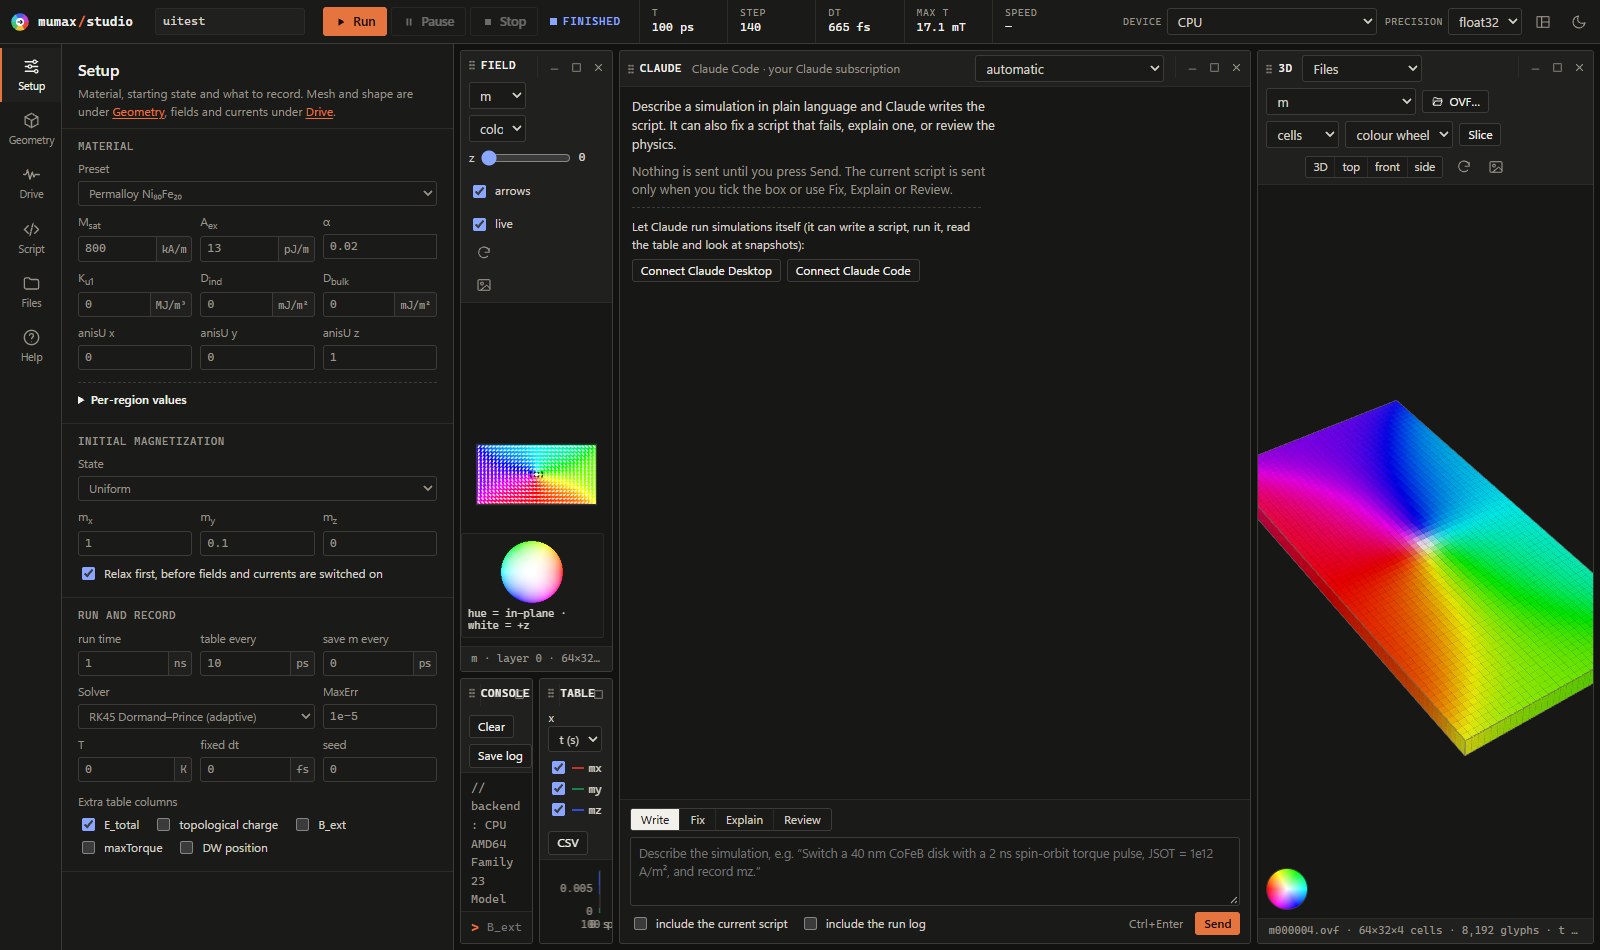 mumax/studio
uitest
Run
Pause
Stop
FINISHED
T
100 ps
STEP
140
DT
665 fs
MAX T
17.1 mT
SPEED
–
DEVICE
CPU
PRECISION
float32
Setup
Geometry
Drive
Script
Files
Help
Setup
Material, starting state and what to record. Mesh and shape are
under Geometry, fields and currents under Drive.
MATERIAL
Preset
Permalloy Ni₈₀Fe₂₀
Msat
Aex
α
800 kA/m
13 pJ/m
0.02
Ku1
Dind
Dbulk
0 MJ/m³
0 mJ/m²
0 mJ/m²
anisU x
anisU y
anisU z
0
0
1
Per-region values
INITIAL MAGNETIZATION
State
Uniform
mx
my
mz
1
0.1
0
Relax first, before fields and currents are switched on
RUN AND RECORD
run time
table every
save m every
1 ns
10 ps
0 ps
Solver
MaxErr
RK45 Dormand–Prince (adaptive)
1e-5
T
fixed dt
seed
0 K
0 fs
0
Extra table columns
E_total
topological charge
B_ext
maxTorque
DW position
FIELD
m
colo
z
0
arrows
live
hue = in-plane ·
white = +z
m · layer 0 · 64×32…
CONSOLE
Clear
Save log
//
backend
: CPU
AMD64
Family
23
Model
> B_ext
TABLE
x
t (s)
mx
my
mz
CSV
0.005
0
CLAUDE
Claude Code · your Claude subscription
automatic
Describe a simulation in plain language and Claude writes the
script. It can also fix a script that fails, explain one, or review the
physics.
Nothing is sent until you press Send. The current script is sent
only when you tick the box or use Fix, Explain or Review.
Let Claude run simulations itself (it can write a script, run it, read
the table and look at snapshots):
Connect Claude Desktop
Connect Claude Code
Write
Fix
Explain
Review
Describe the simulation, e.g. "Switch a 40 nm CoFeB disk with a 2 ns spin-orbit torque pulse, JSOT = 1e12
A/m², and record mz."
include the current script
include the run log
Ctrl+Enter
Send
3D
Files
m
OVF...
cells
colour wheel
Slice
3D
top
front
side
m000004.ovf · 64×32×4 cells · 8,192 glyphs · t …